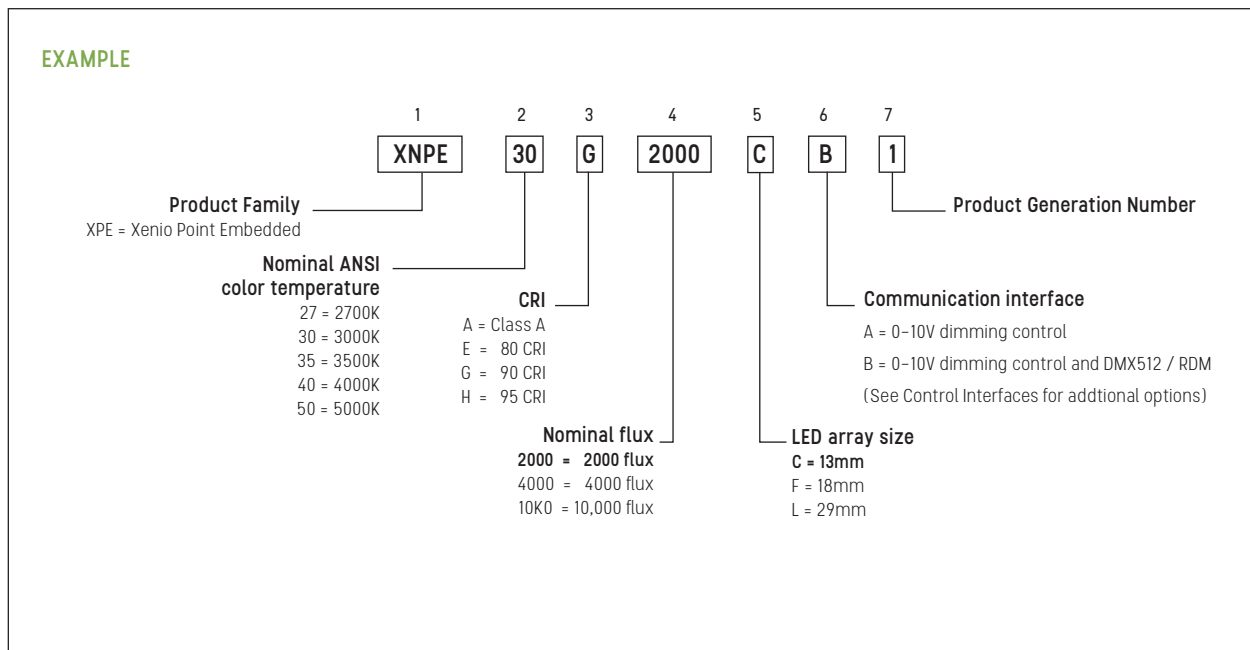 EXAMPLE
1 2 3 4 5 6 7
XNPE 30 G 2000 C B 1
Product Family
XPE = Xenio Point Embedded
Nominal ANSI
color temperature
27 = 2700K
30 = 3000K
35 = 3500K
40 = 4000K
50 = 5000K
CRI
A = Class A
E = 80 CRI
G = 90 CRI
H = 95 CRI
Nominal flux
2000 = 2000 flux
4000 = 4000 flux
10K0 = 10,000 flux
LED array size
C = 13mm
F = 18mm
L = 29mm
Communication interface
A = 0-10V dimming control
B = 0-10V dimming control and DMX512 / RDM
(See Control Interfaces for addtional options)
Product Generation Number